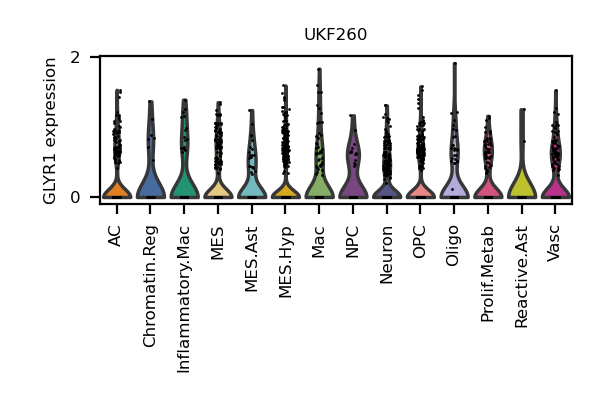 UKF260
GLYR1 expression
2
0
AC
Chromatin.Reg
Inflammatory.Mac
MES
MES.Ast
MES.Hyp
Mac
NPC
Neuron
OPC
Oligo
Prolif.Metab
Reactive.Ast
Vasc